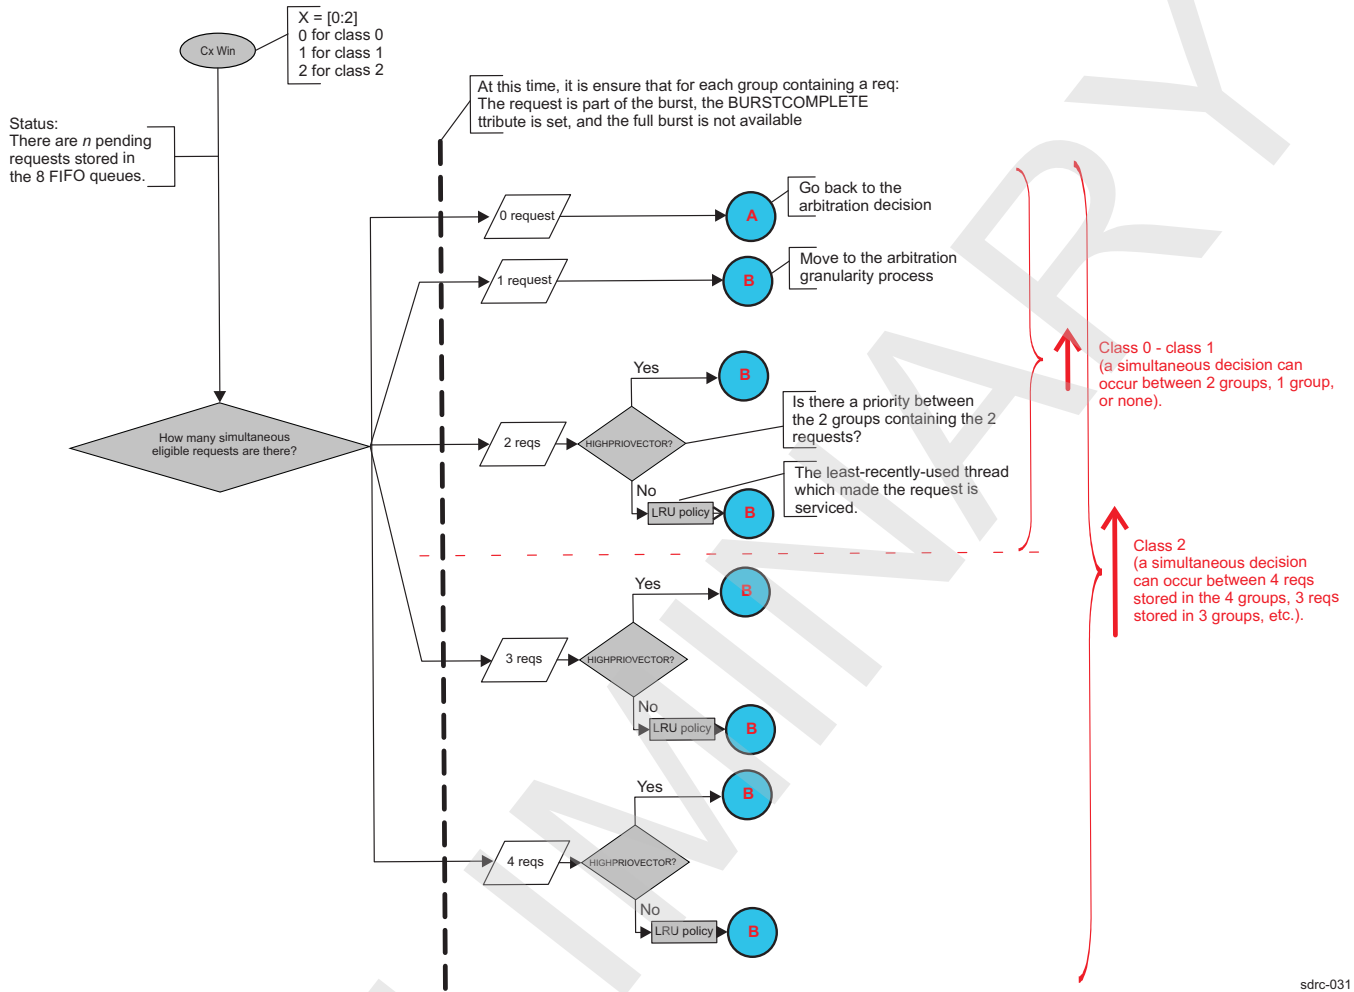 X = [0:2]
0 for class 0
1 for class 1
2 for class 2
Cx Win
At this time, it is ensure that for each group containing a req:
The request is part of the burst, the BURSTCOMPLETE
ttribute is set, and the full burst is not available
Status:
There are n pending
requests stored in
the 8 FIFO queues.
0 request
A
Go back to the
arbitration decision
1 request
B
Move to the arbitration
granularity process
How many simultaneous
eligible requests are there?
2 reqs
HIGHPRIOVECTOR?
Yes
B
Is there a priority between
the 2 groups containing the 2
requests?
No
LRU policy
B
The least-recently-used thread
which made the request is
serviced.
Class 0 - class 1
(a simultaneous decision can
occur between 2 groups, 1 group,
or none).
3 reqs
HIGHPRIOVECTOR?
Yes
B
No
LRU policy
B
Class 2
(a simultaneous decision
can occur between 4 reqs
stored in the 4 groups, 3 reqs
stored in 3 groups, etc.).
4 reqs
HIGHPRIOVECTOR?
Yes
B
No
LRU policy
B
sdrc-031
IMINARY